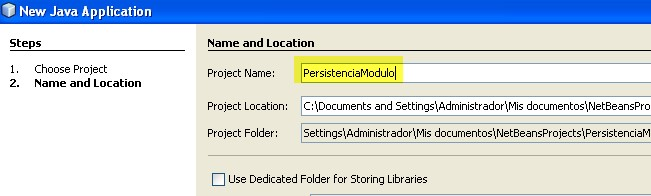 New Java Application
Steps
1. Choose Project
2. Name and Location
Name and Location
Project Name: PersistenciaModulo
Project Location: C:\Documents and Settings\Administrador\Mis documentos\NetBeansPro
Project Folder: Settings\Administrador\Mis documentos\NetBeansProjects\PersistenciaM
Use Dedicated Folder for Storing Libraries